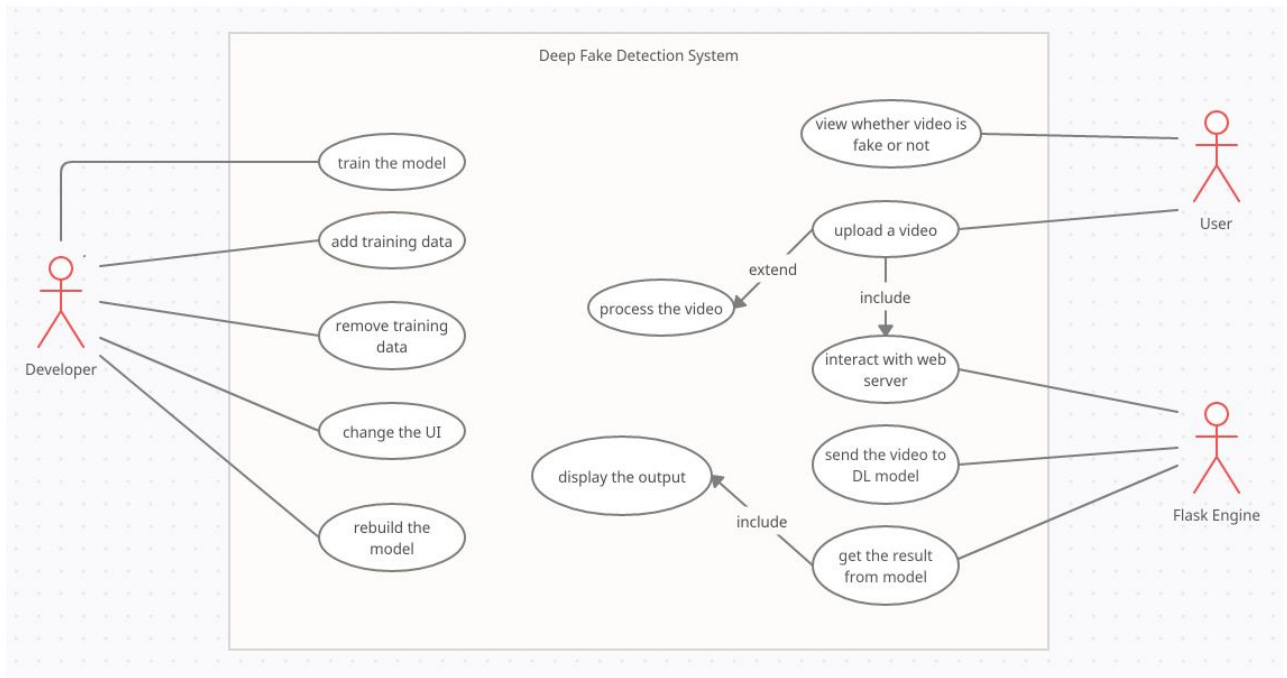 Deep Fake Detection System
view whether video is
fake or not
train the model
User
upload a video
add training data
extend
include
process the video
remove training
data
interact with web
server
Developer
change the UI
send the video to
DL model
display the output
Flask Engine
include
rebuild the
model
get the result
from model